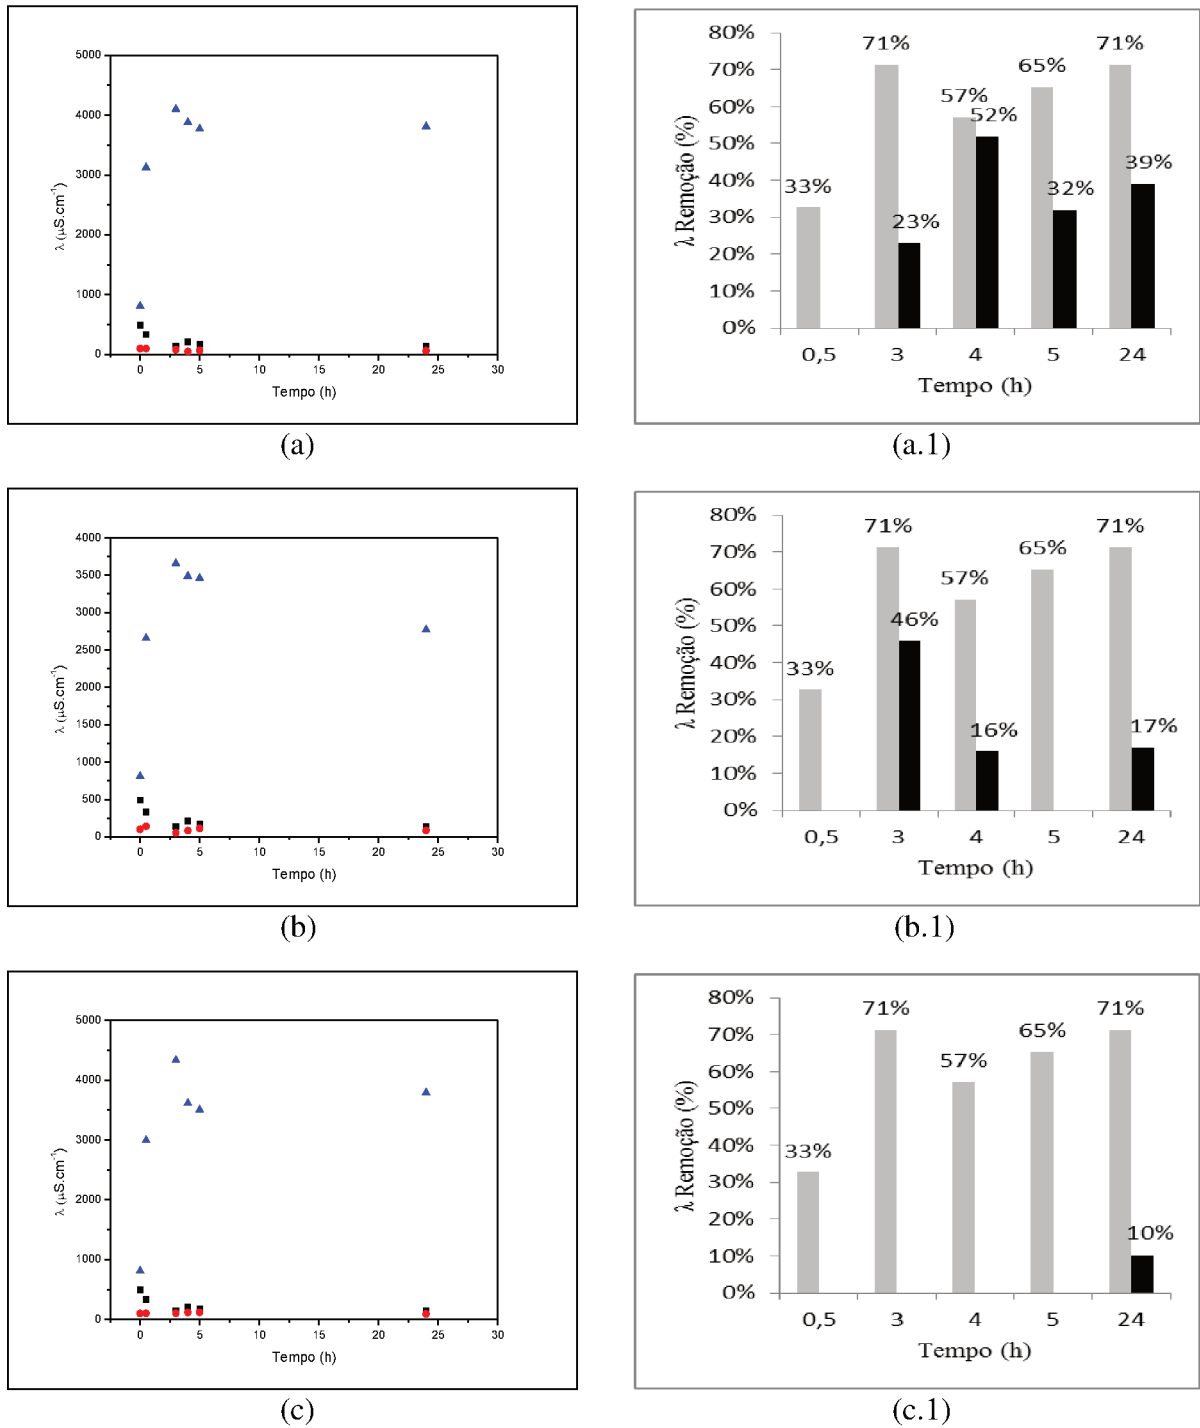 5000
4000
3000
2000
1000
0
λ (µS.cm⁻¹)
0 5 10 15 20 25 30
Tempo (h)
(a)
80%
70%
60%
50%
40%
30%
20%
10%
0%
λ Remoção (%)
33% 71% 23% 57% 52% 65% 32% 71% 39%
0,5 3 4 5 24
Tempo (h)
(a.1)
4000
3500
3000
2500
2000
1500
1000
500
0
λ (µS.cm⁻¹)
0 5 10 15 20 25 30
Tempo (h)
(b)
80%
70%
60%
50%
40%
30%
20%
10%
0%
λ Remoção (%)
33% 71% 46% 57% 16% 65% 71% 17%
0,5 3 4 5 24
Tempo (h)
(b.1)
5000
4000
3000
2000
1000
0
λ (µS.cm⁻¹)
0 5 10 15 20 25 30
Tempo (h)
(c)
80%
70%
60%
50%
40%
30%
20%
10%
0%
λ Remoção (%)
33% 71% 57% 65% 71% 10%
0,5 3 4 5 24
Tempo (h)
(c.1)